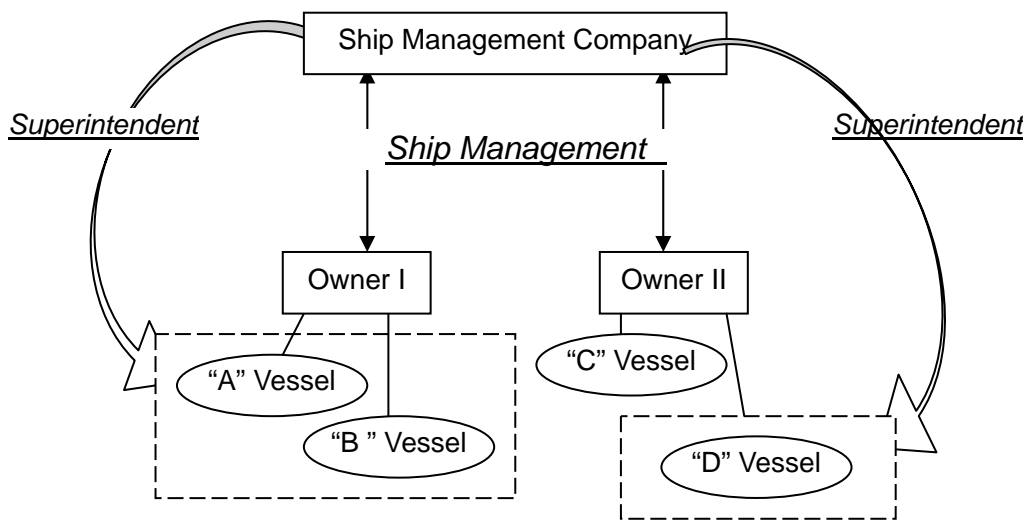 Ship Management Company
Superintendent
Superintendent
Ship Management
Owner I
Owner II
“A” Vessel
“C” Vessel
“B ” Vessel
“D” Vessel